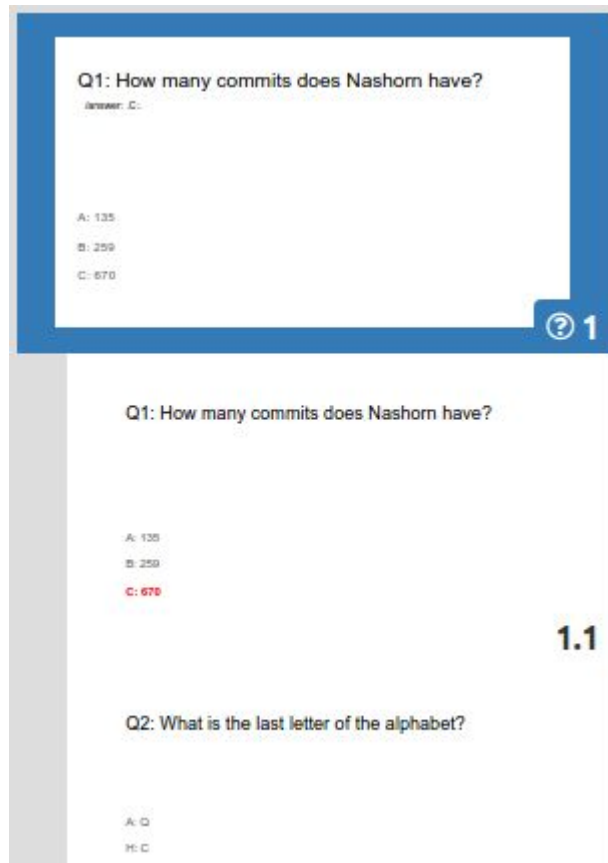 Q1: How many commits does Nashorn have?
Answer: .C:.
A: 135
B: 259
C: 670
1
Q1: How many commits does Nashorn have?
A: 135
B: 259
C: 670
1.1
Q2: What is the last letter of the alphabet?
A: Q
H: C